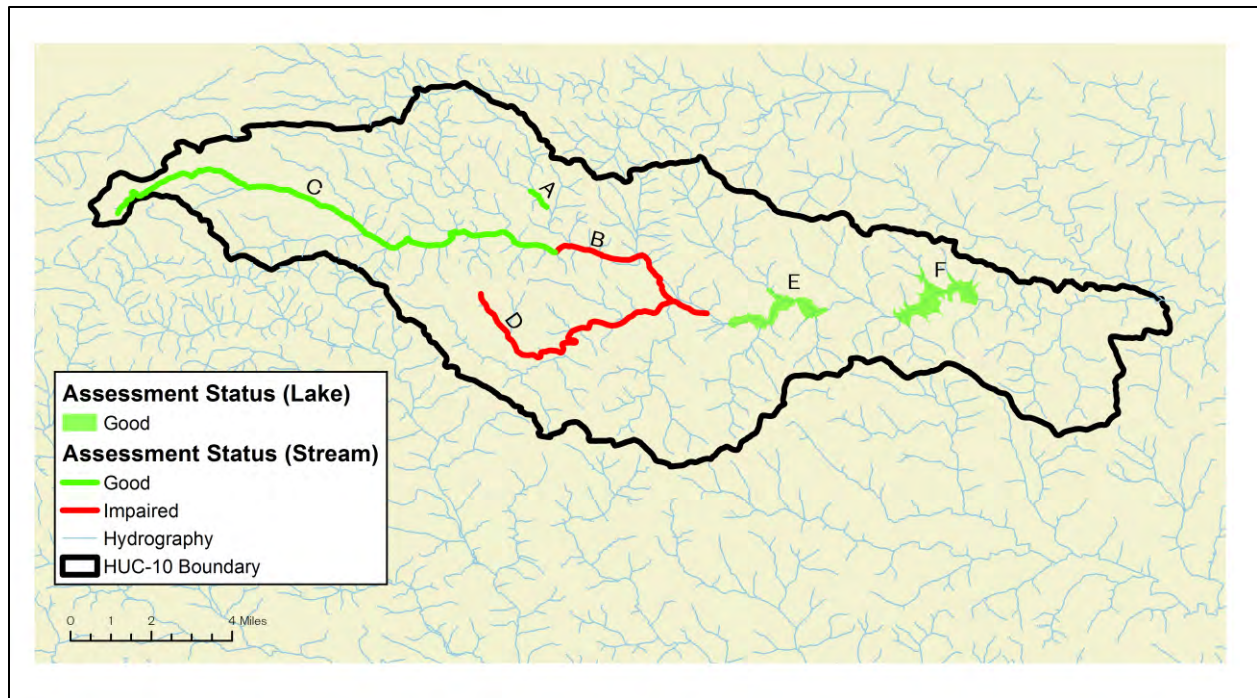 A
C
B
E
F
D
Assessment Status (Lake)
Good
Assessment Status (Stream)
Good
Impaired
Hydrography
HUC-10 Boundary
0 1 2 4 Miles